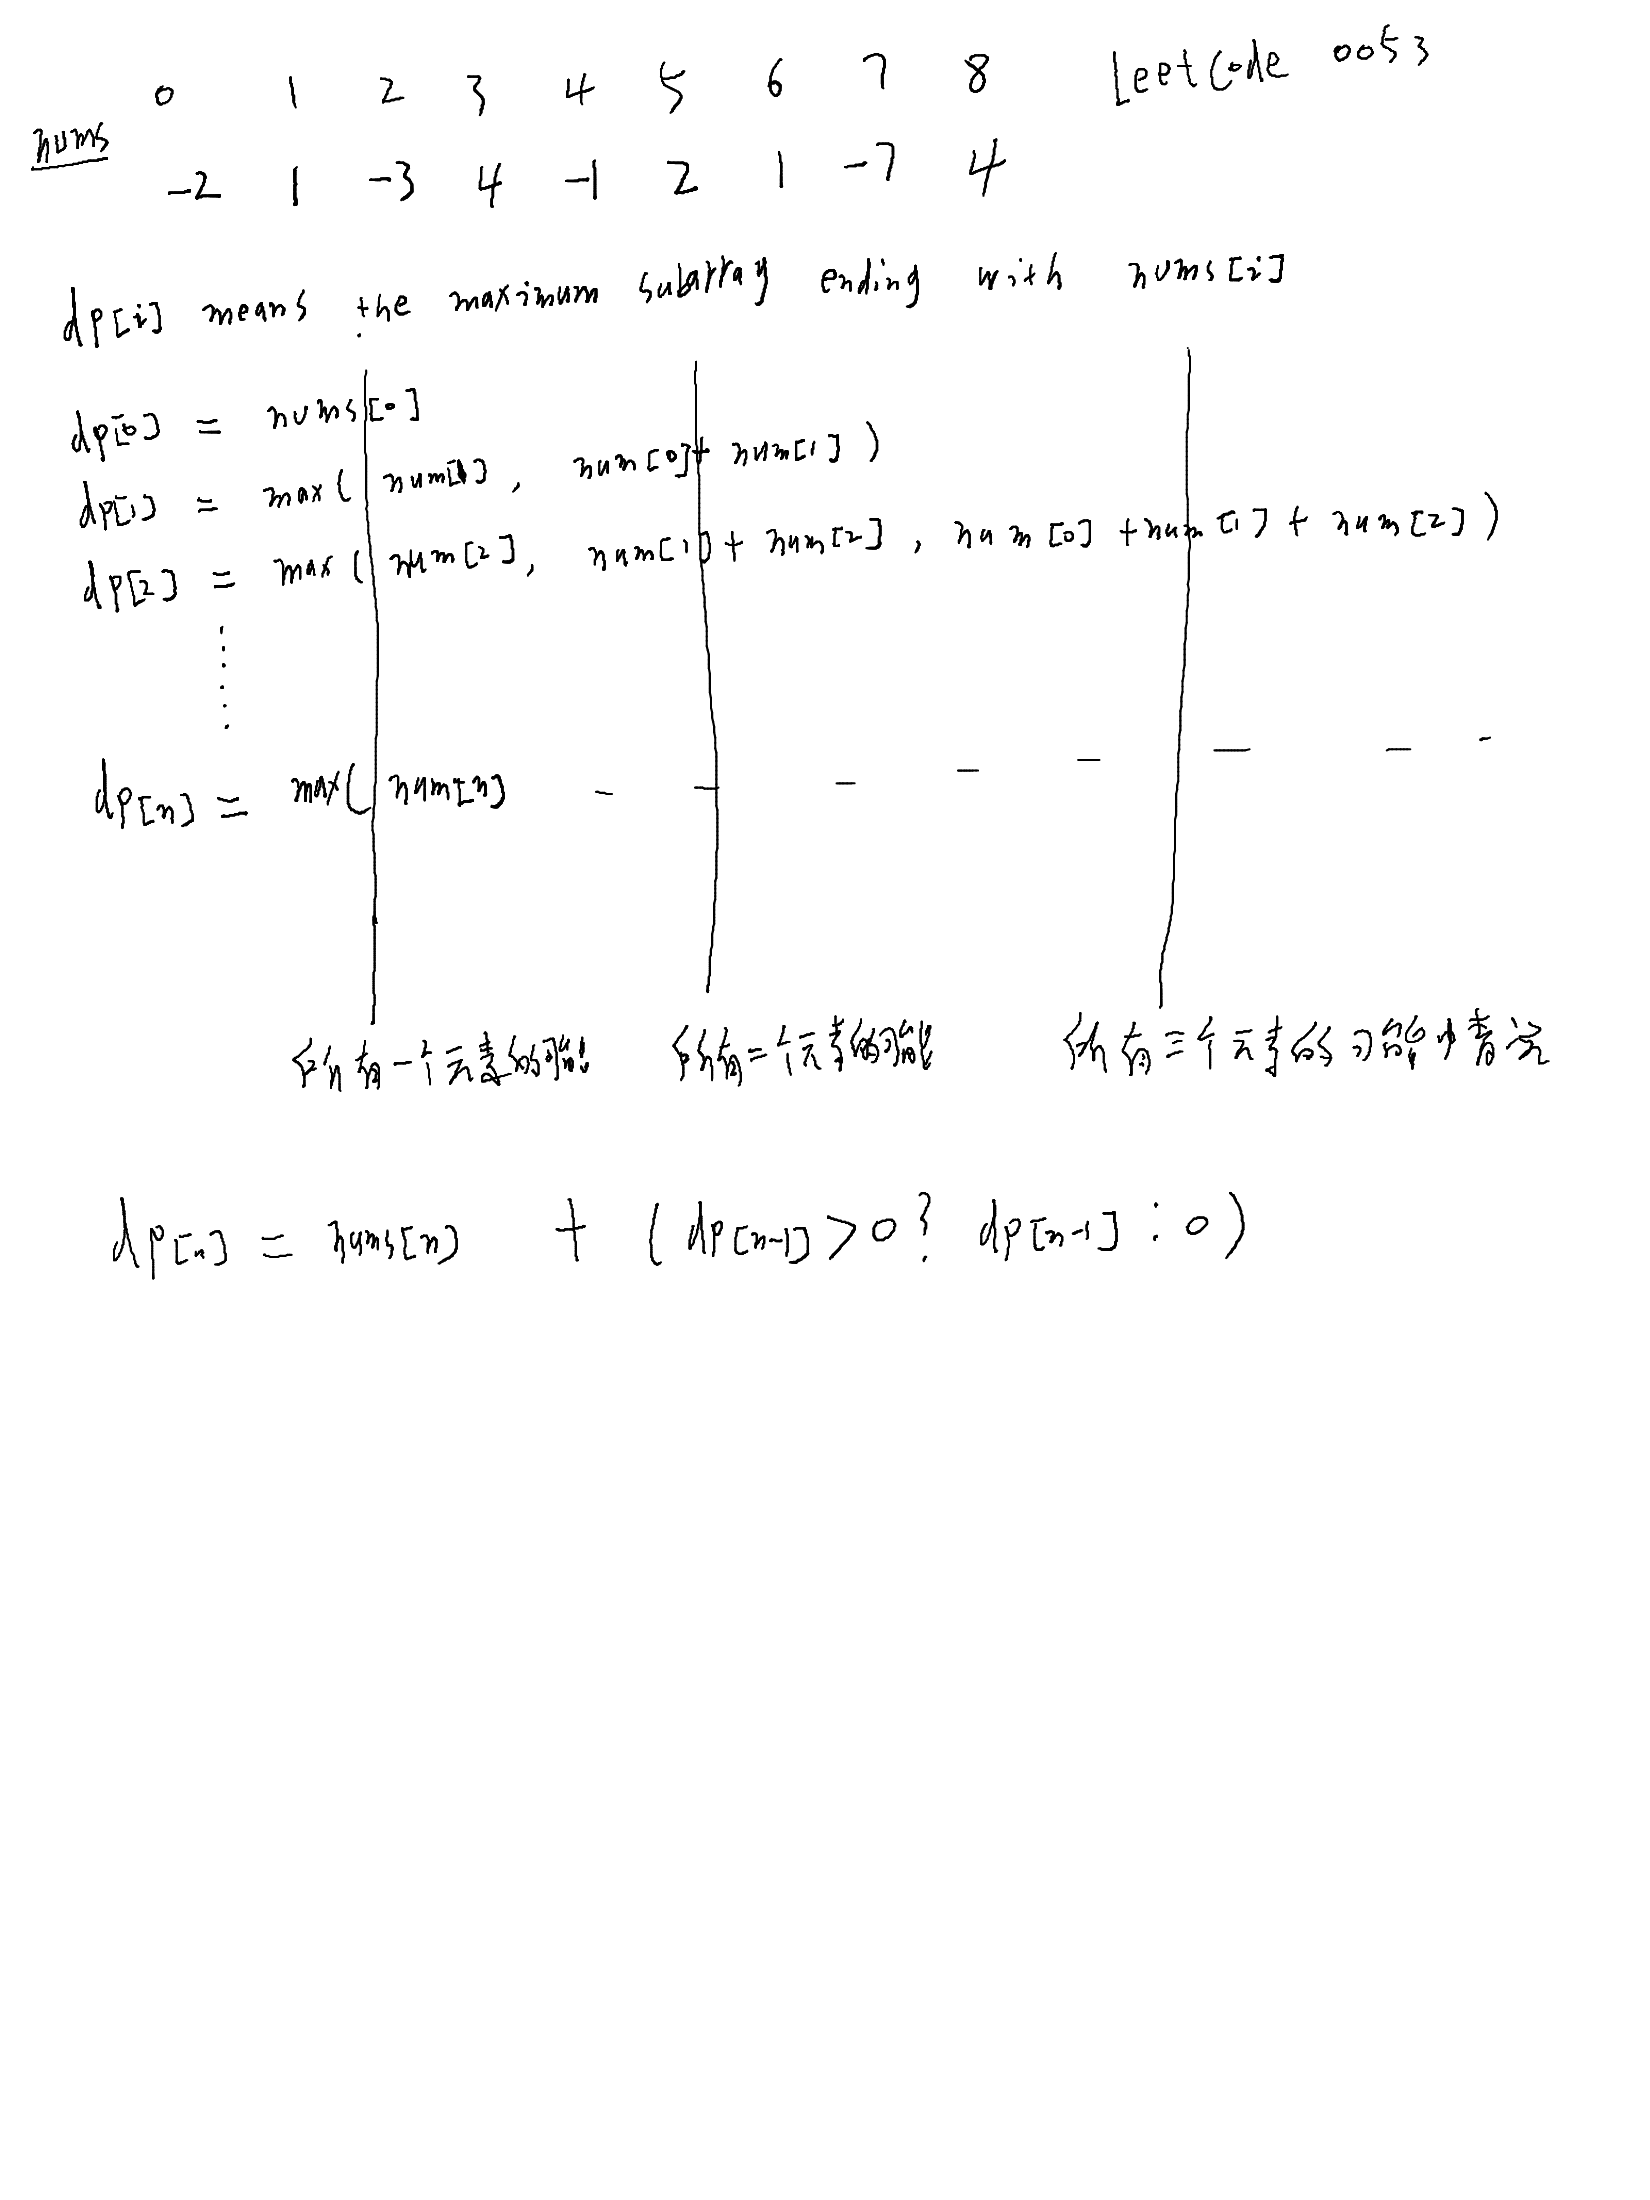 0 1 2 3 4 5 6 7 8 LeetCode 0053
nums
-2 1 -3 4 -1 2 1 -7 4
dp[i] means the maximum subarray ending with nums[i]
dp[0] = nums[0]
dp[1] = max( num[1], num[0]+ num[1] )
dp[2] = max( num[2], num[1]+ num[2], num[0] +num[1] + num[2] )
......
dp[n] = max( num[n] - - - - - - - -
所有一个元素的可能 所有二个元素的可能 所有三个元素的可能小情况
dp[n] = nums[n] + (dp[n-1]>0? dp[n-1] : 0)